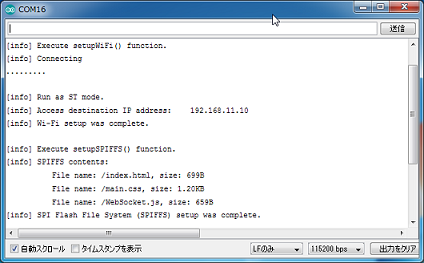 COM16
送信
[info] Execute setupWiFi() function.
[info] Connecting
.........
[info] Run as ST mode.
[info] Access destination IP address: 192.168.11.10
[info] Wi-Fi setup was complete.
[info] Execute setupSPIFFS() function.
[info] SPIFFS contents:
File name: /index.html, size: 699B
File name: /main.css, size: 1.20KB
File name: /WebSocket.js, size: 659B
[info] SPI Flash File System (SPIFFS) setup was complete.
自動スクロール タイムスタンプを表示 LFのみ 115200 bps 出力をクリア